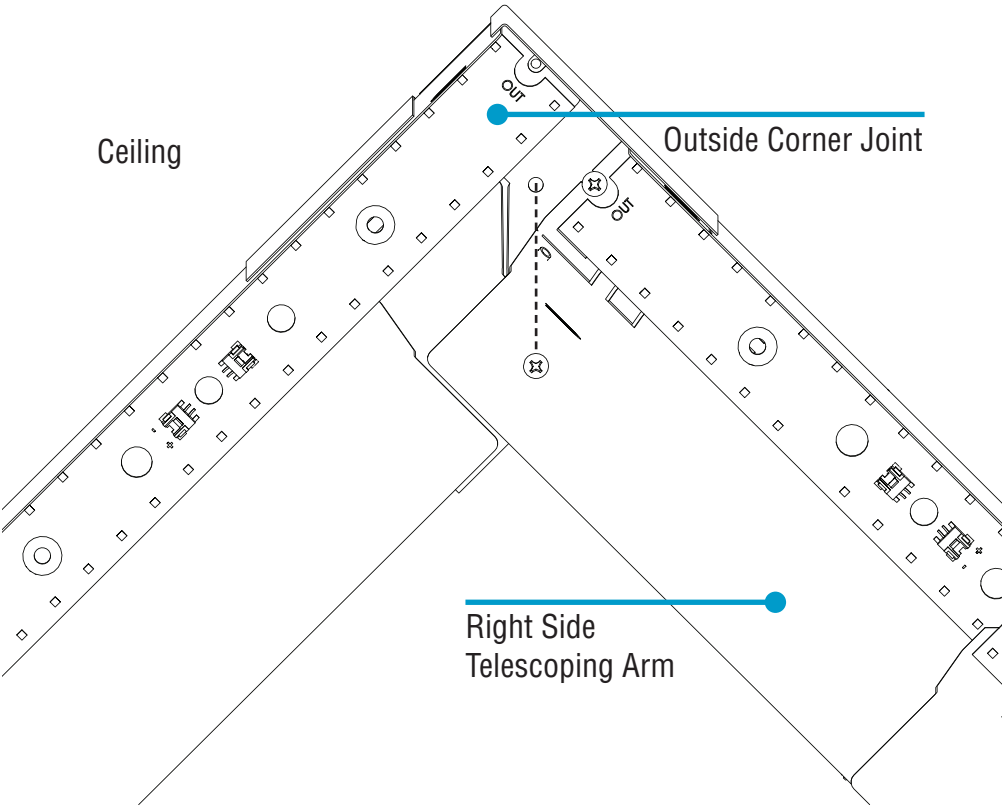 OUT
Ceiling
Outside Corner Joint
OUT
- +
+ -
Right Side
Telescoping Arm